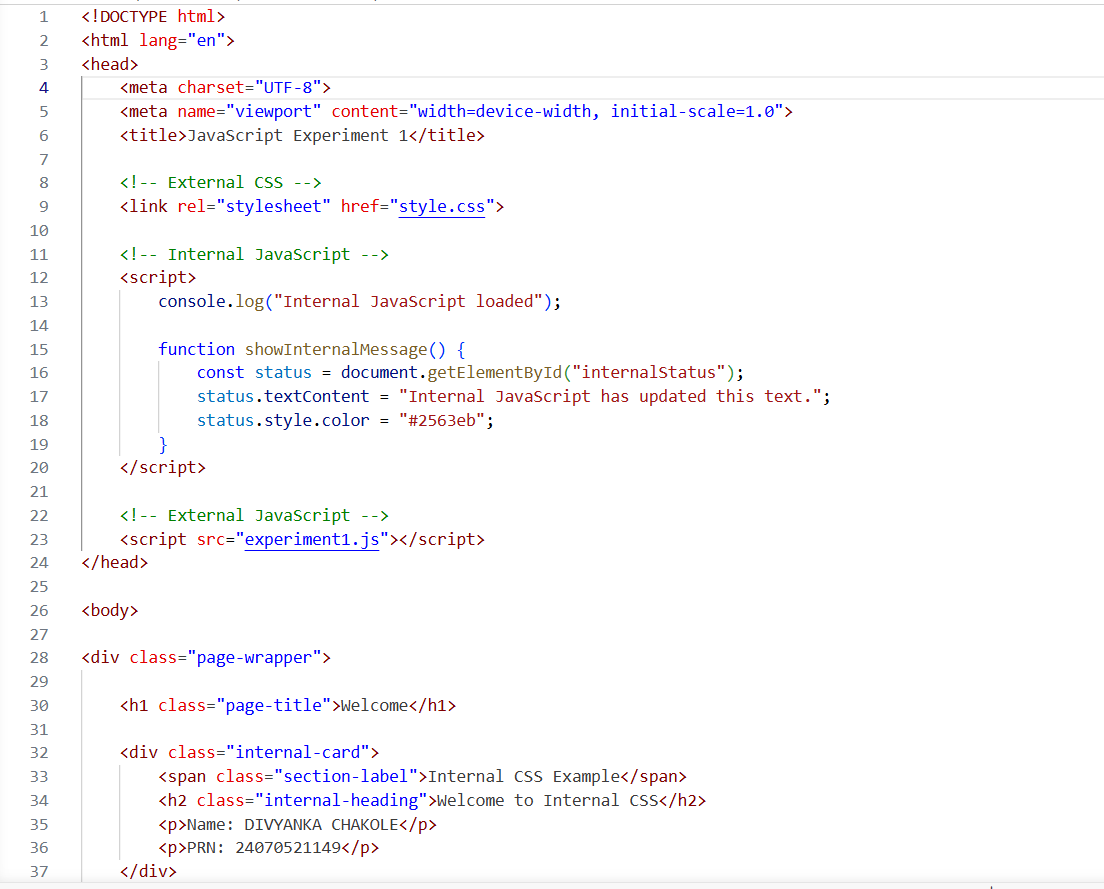 1 <!DOCTYPE html>
2 <html lang="en">
3 <head>
4 <meta charset="UTF-8">
5 <meta name="viewport" content="width=device-width, initial-scale=1.0">
6 <title>JavaScript Experiment 1</title>
7
8 <!-- External CSS -->
9 <link rel="stylesheet" href="style.css">
10
11 <!-- Internal JavaScript -->
12 <script>
13 console.log("Internal JavaScript loaded");
14
15 function showInternalMessage() {
16 const status = document.getElementById("internalStatus");
17 status.textContent = "Internal JavaScript has updated this text.";
18 status.style.color = "#2563eb";
19 }
20 </script>
21
22 <!-- External JavaScript -->
23 <script src="experiment1.js"></script>
24 </head>
25
26 <body>
27
28 <div class="page-wrapper">
29
30 <h1 class="page-title">Welcome</h1>
31
32 <div class="internal-card">
33 <span class="section-label">Internal CSS Example</span>
34 <h2 class="internal-heading">Welcome to Internal CSS</h2>
35 <p>Name: DIVYANKA CHAKOLE</p>
36 <p>PRN: 24070521149</p>
37 </div>